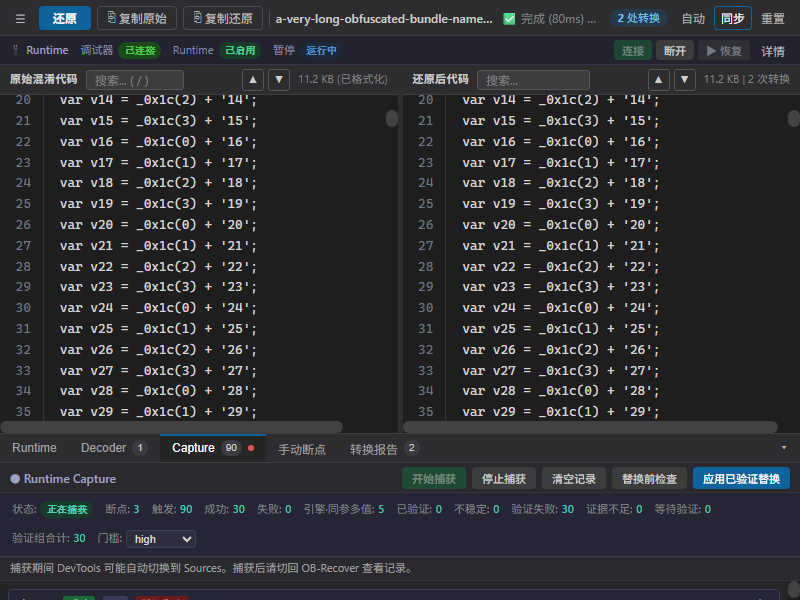 ☰ 还原 复制原始 复制还原 a-very-long-obfuscated-bundle-name... ✅ 完成 (80ms) ... 2 处转换 自动 同步 重置
Runtime 调试器 已连接 Runtime 已启用 暂停 运行中 连接 断开 ▶ 恢复 详情
原始混淆代码 搜索... ( / ) ▲ ▼ 11.2 KB (已格式化) 还原后代码 搜索... ▲ ▼ 11.2 KB | 2 次转换
20 var v14 = _0x1c(2) + '14'; 20 var v14 = _0x1c(2) + '14';
21 var v15 = _0x1c(3) + '15'; 21 var v15 = _0x1c(3) + '15';
22 var v16 = _0x1c(0) + '16'; 22 var v16 = _0x1c(0) + '16';
23 var v17 = _0x1c(1) + '17'; 23 var v17 = _0x1c(1) + '17';
24 var v18 = _0x1c(2) + '18'; 24 var v18 = _0x1c(2) + '18';
25 var v19 = _0x1c(3) + '19'; 25 var v19 = _0x1c(3) + '19';
26 var v20 = _0x1c(0) + '20'; 26 var v20 = _0x1c(0) + '20';
27 var v21 = _0x1c(1) + '21'; 27 var v21 = _0x1c(1) + '21';
28 var v22 = _0x1c(2) + '22'; 28 var v22 = _0x1c(2) + '22';
29 var v23 = _0x1c(3) + '23'; 29 var v23 = _0x1c(3) + '23';
30 var v24 = _0x1c(0) + '24'; 30 var v24 = _0x1c(0) + '24';
31 var v25 = _0x1c(1) + '25'; 31 var v25 = _0x1c(1) + '25';
32 var v26 = _0x1c(2) + '26'; 32 var v26 = _0x1c(2) + '26';
33 var v27 = _0x1c(3) + '27'; 33 var v27 = _0x1c(3) + '27';
34 var v28 = _0x1c(0) + '28'; 34 var v28 = _0x1c(0) + '28';
35 var v29 = _0x1c(1) + '29'; 35 var v29 = _0x1c(1) + '29';
Runtime Decoder 1 Capture 90 手动断点 转换报告 2
Runtime Capture 开始捕获 停止捕获 清空记录 替换前检查 应用已验证替换
状态: 正在捕获 断点: 3 触发: 90 成功: 30 失败: 0 引擎·同参多值: 5 已验证: 0 不稳定: 0 验证失败: 30 证据不足: 0 等待验证: 0
验证组合计: 30 门槛: high
捕获期间 DevTools 可能自动切换到 Sources。捕获后请切回 OB-Recover 查看记录。